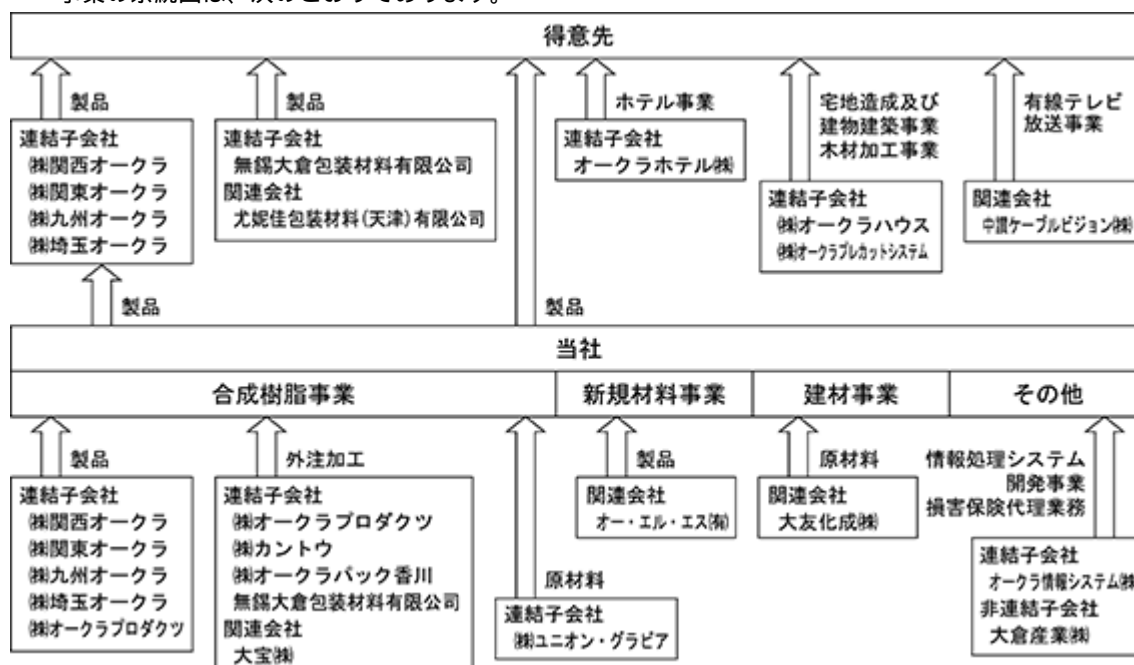 事業の系統図は、次のとおりであります。
得意先
製品
製品
ホテル事業
宅地造成及び
建物建築事業
木材加工事業
有線テレビ
放送事業
連結子会社
㈱関西オークラ
㈱関東オークラ
㈱九州オークラ
㈱埼玉オークラ
連結子会社
無錫大倉包装材料有限公司
関連会社
尤妮佳包装材料(天津)有限公司
連結子会社
オークラホテル㈱
連結子会社
㈱オークラハウス
㈱オークラプレカットシステム
関連会社
中讃ケーブルビジョン㈱
製品
製品
当社
合成樹脂事業
新規材料事業
建材事業
その他
製品
外注加工
原材料
製品
原材料
情報処理システム
開発事業
損害保険代理業務
連結子会社
㈱関西オークラ
㈱関東オークラ
㈱九州オークラ
㈱埼玉オークラ
㈱オークラプロダクツ
連結子会社
㈱オークラプロダクツ
㈱カントウ
㈱オークラパック香川
無錫大倉包装材料有限公司
関連会社
大宝㈱
連結子会社
㈱ユニオン・グラビア
関連会社
オー・エル・エス㈲
関連会社
大友化成㈱
連結子会社
オークラ情報システム㈱
非連結子会社
大倉産業㈱